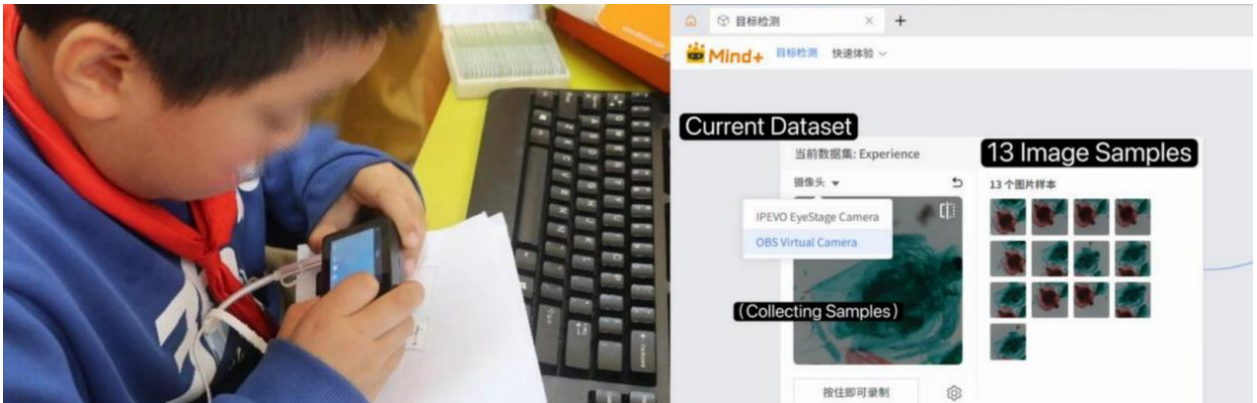 目标检测
Mind+ 目标检测 快速体验
Current Dataset
当前数据集: Experience
13 Image Samples
摄像头
13 个图片样本
IPEVO EyeStage Camera
OBS Virtual Camera
(Collecting Samples)
按住即可录制